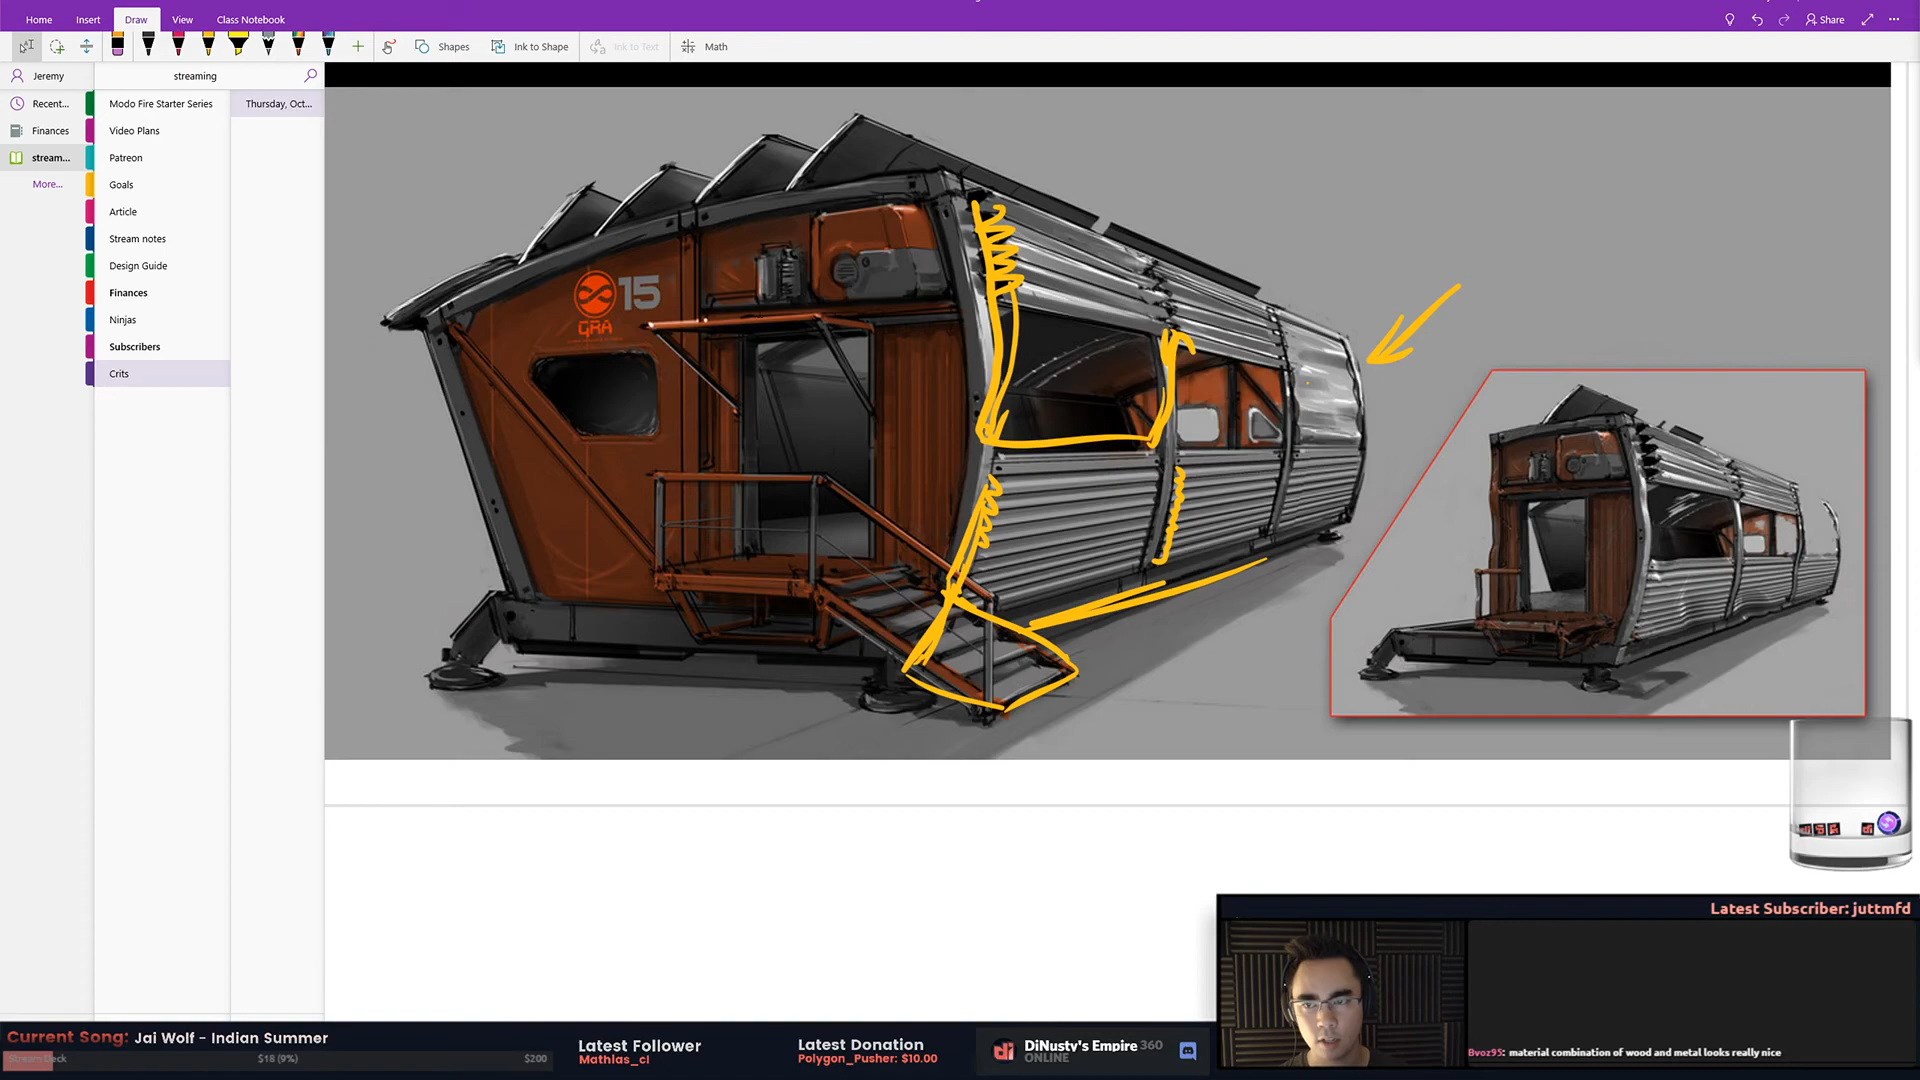 Home Insert Draw View Class Notebook Share
Shapes Ink to Shape Ink to Text Math
Jeremy streaming
Recent... Modo Fire Starter Series Thursday, Oct...
Finances Video Plans
stream... Patreon
More... Goals
Article
Stream notes
Design Guide
Finances
Ninjas
Subscribers
Crits
15
GRA
Latest Subscriber: juttmfd
Bvoz95: material combination of wood and metal looks really nice
Current Song: Jai Wolf - Indian Summer
Stream Deck $18 (9%) $200
Latest Follower
Mathias_cl
Latest Donation
Polygon_Pusher: $10.00
DiNusty's Empire 360
ONLINE